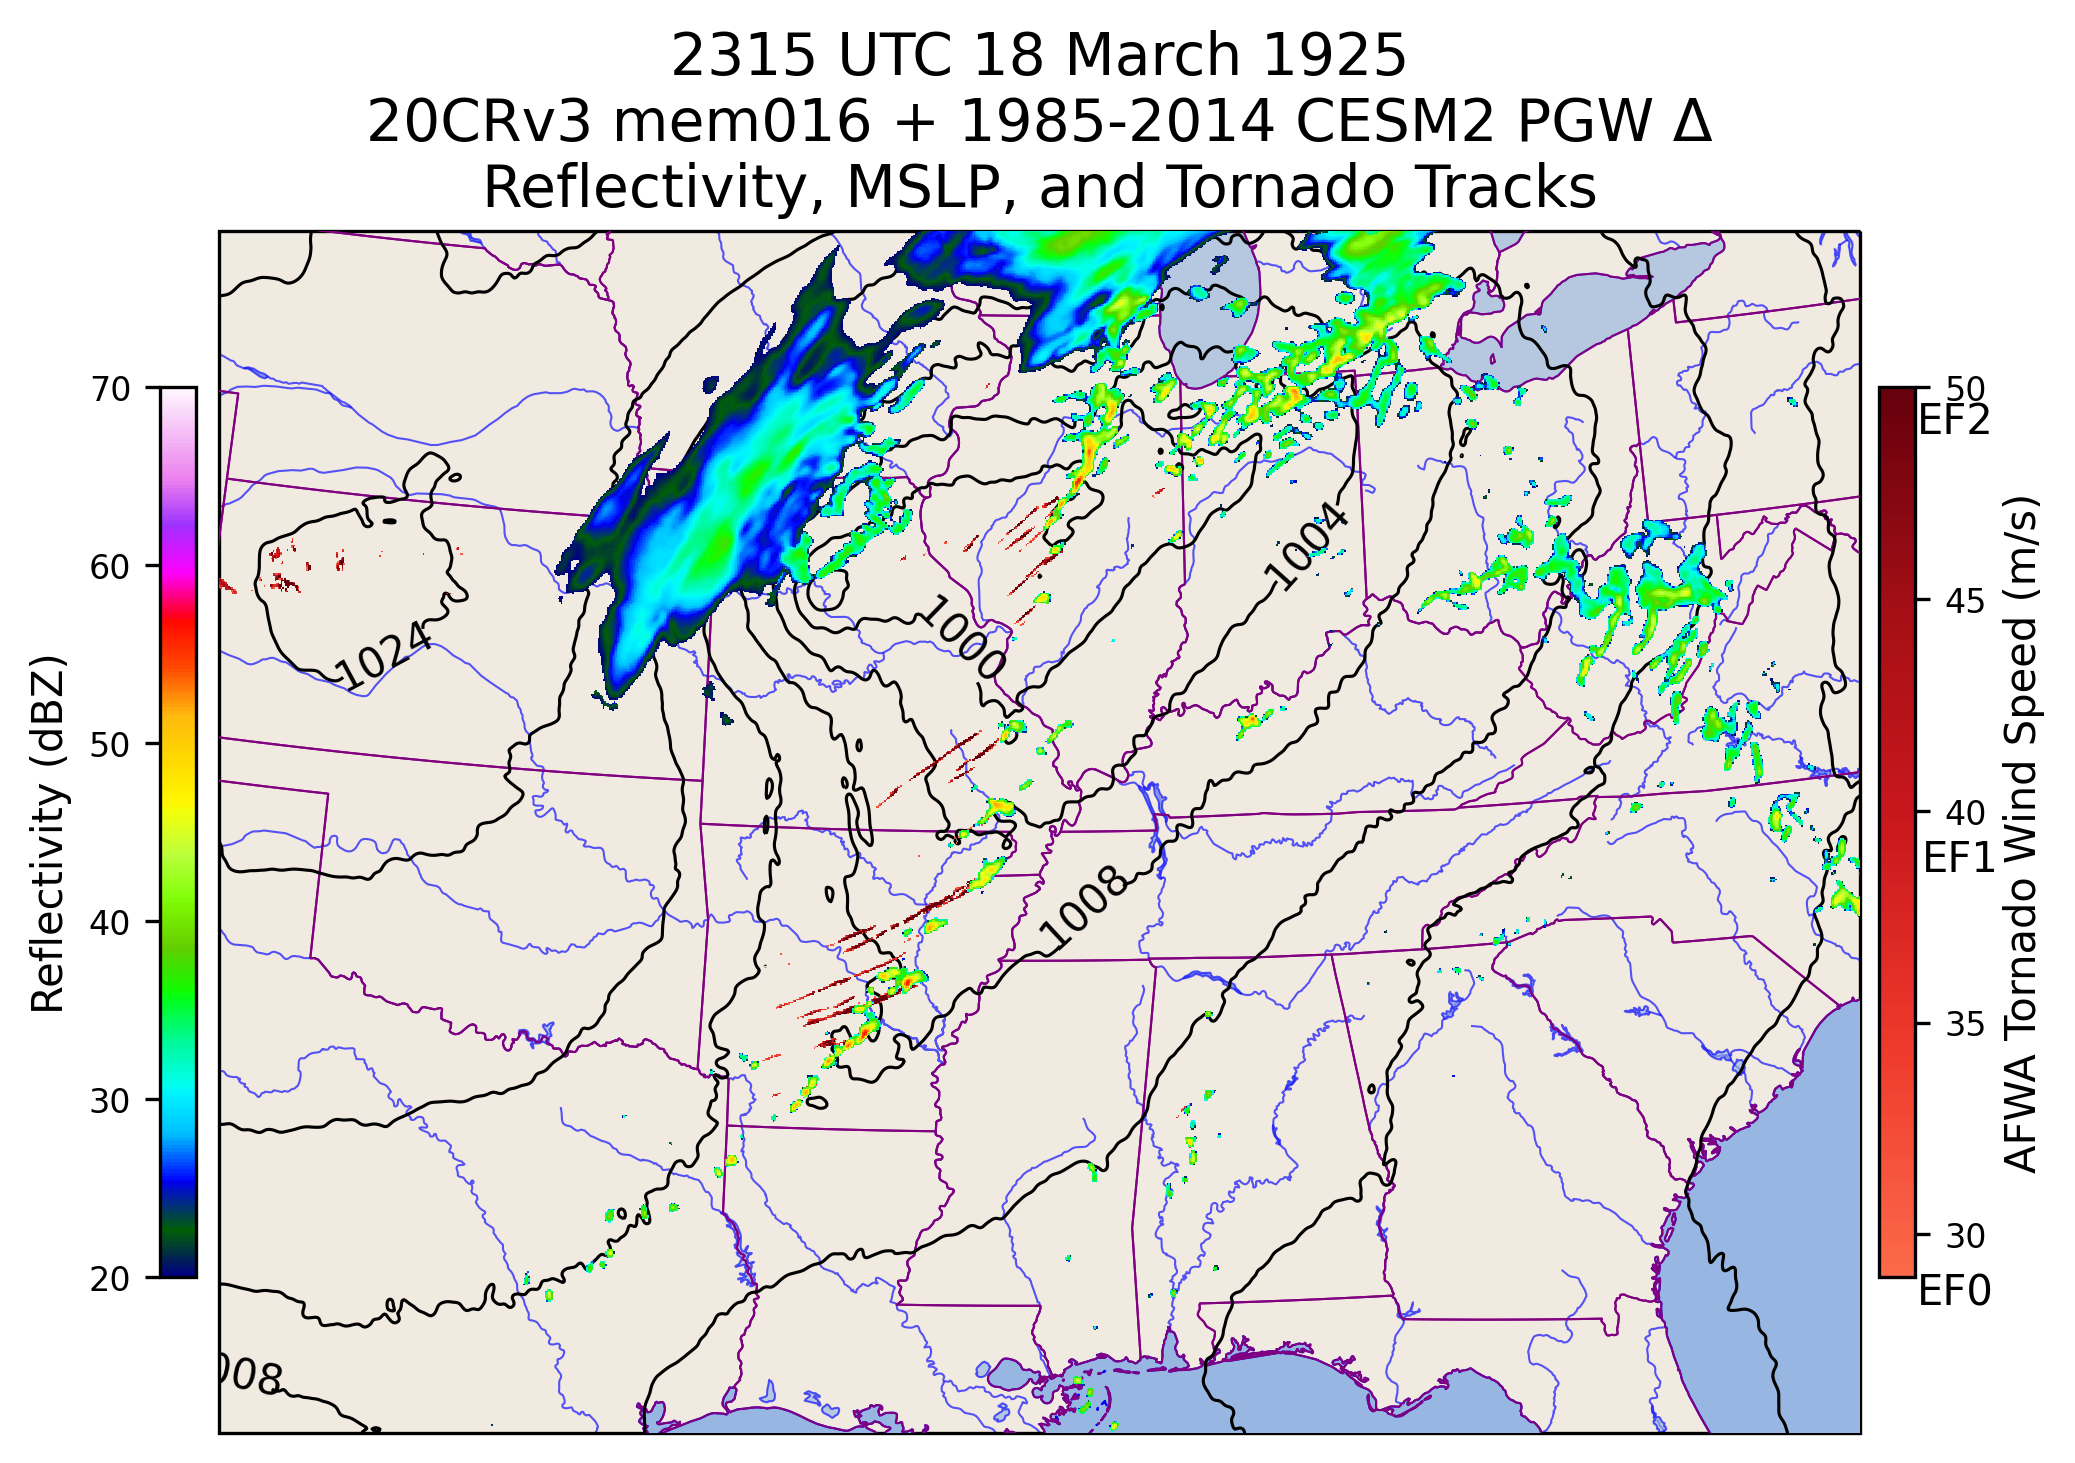 2315 UTC 18 March 1925
20CRv3 mem016 + 1985-2014 CESM2 PGW Δ
Reflectivity, MSLP, and Tornado Tracks
70
60
50
40
30
20
Reflectivity (dBZ)
1024
1000
1004
1008
008
50
EF2
45
40
EF1
35
30
EF0
AFWA Tornado Wind Speed (m/s)